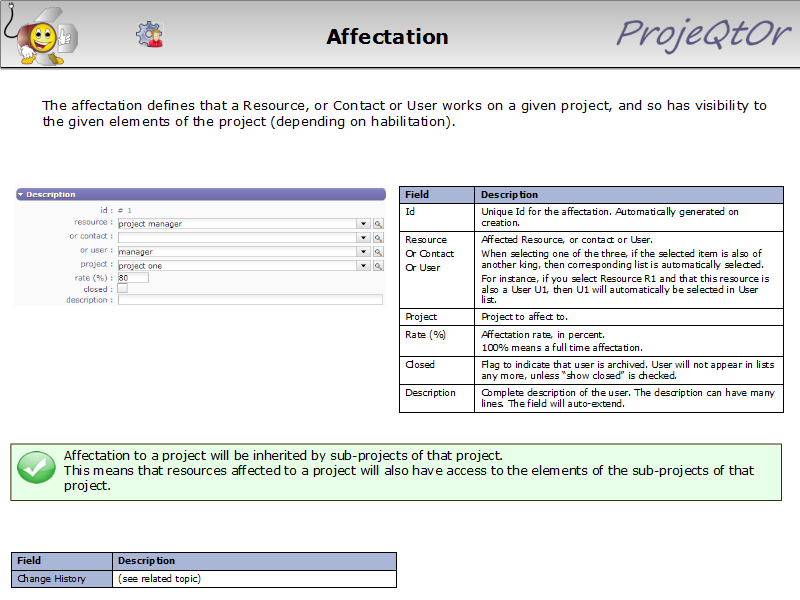 Affectation
ProjeQtOr
The affectation defines that a Resource, or Contact or User works on a given project, and so has visibility to
the given elements of the project (depending on habilitation).
Description
id : # 1
resource : project manager
or contact :
or user : manager
project : project one
rate (%) : 80
closed :
description :
Field Description
Id Unique Id for the affectation. Automatically generated on
creation.
Resource Affected Resource, or contact or User.
Or Contact When selecting one of the three, if the selected item is also of
another king, then corresponding list is automatically selected.
Or User For instance, if you select Resource R1 and that this resource is
also a User U1, then U1 will automatically be selected in User
list.
Project Project to affect to.
Rate (%) Affectation rate, in percent.
100% means a full time affectation.
Closed Flag to indicate that user is archived. User will not appear in lists
any more, unless “show closed” is checked.
Description Complete description of the user. The description can have many
lines. The field will auto-extend.
Affectation to a project will be inherited by sub-projects of that project.
This means that resources affected to a project will also have access to the elements of the sub-projects of that
project.
Field Description
Change History (see related topic)